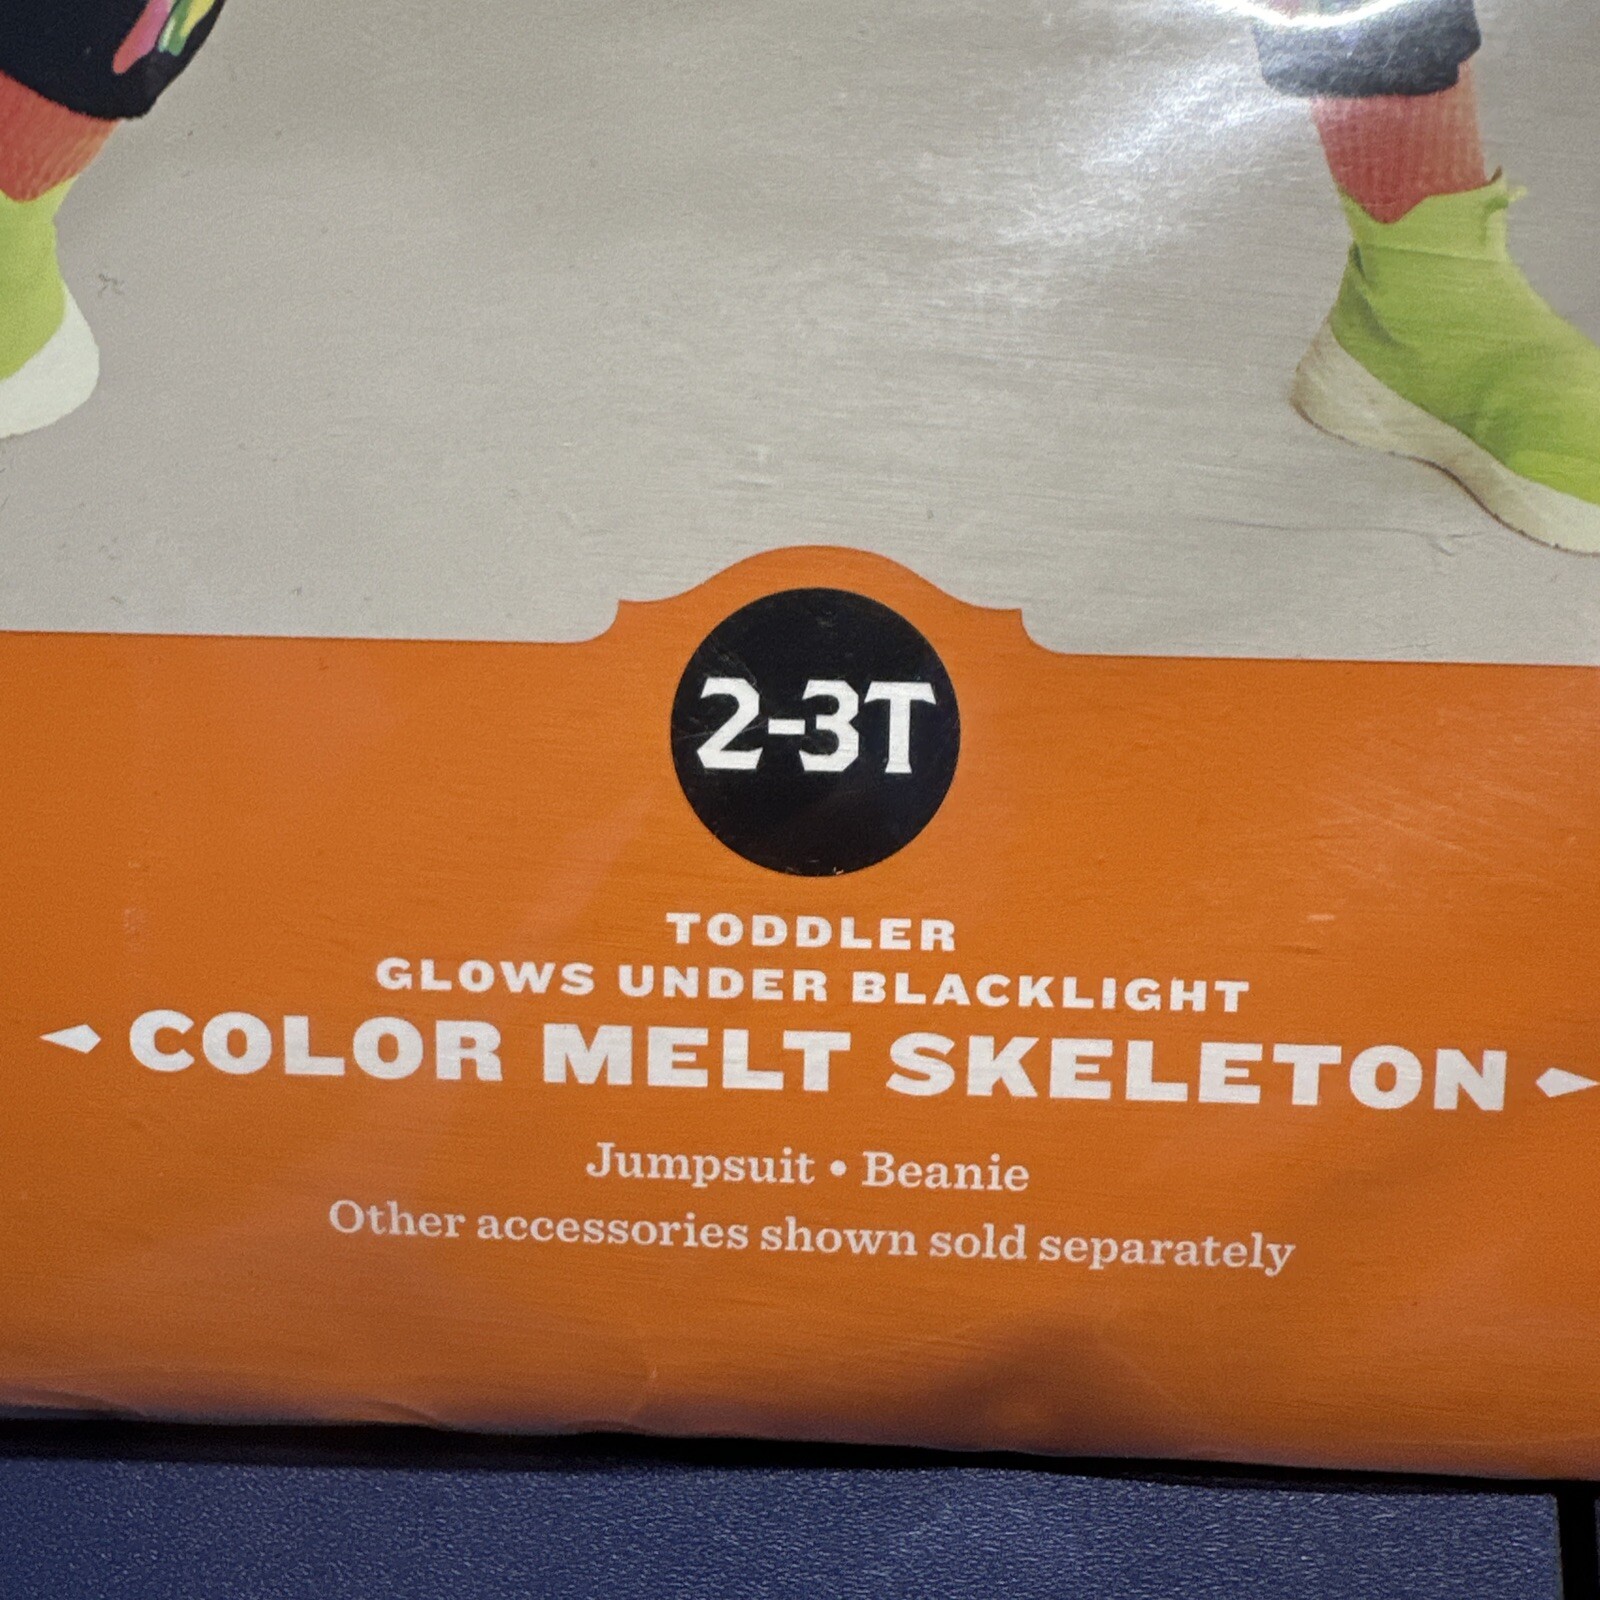 2-3T
TODDLER
GLOWS UNDER BLACKLIGHT
COLOR MELT SKELETON
Jumpsuit • Beanie
Other accessories shown sold separately